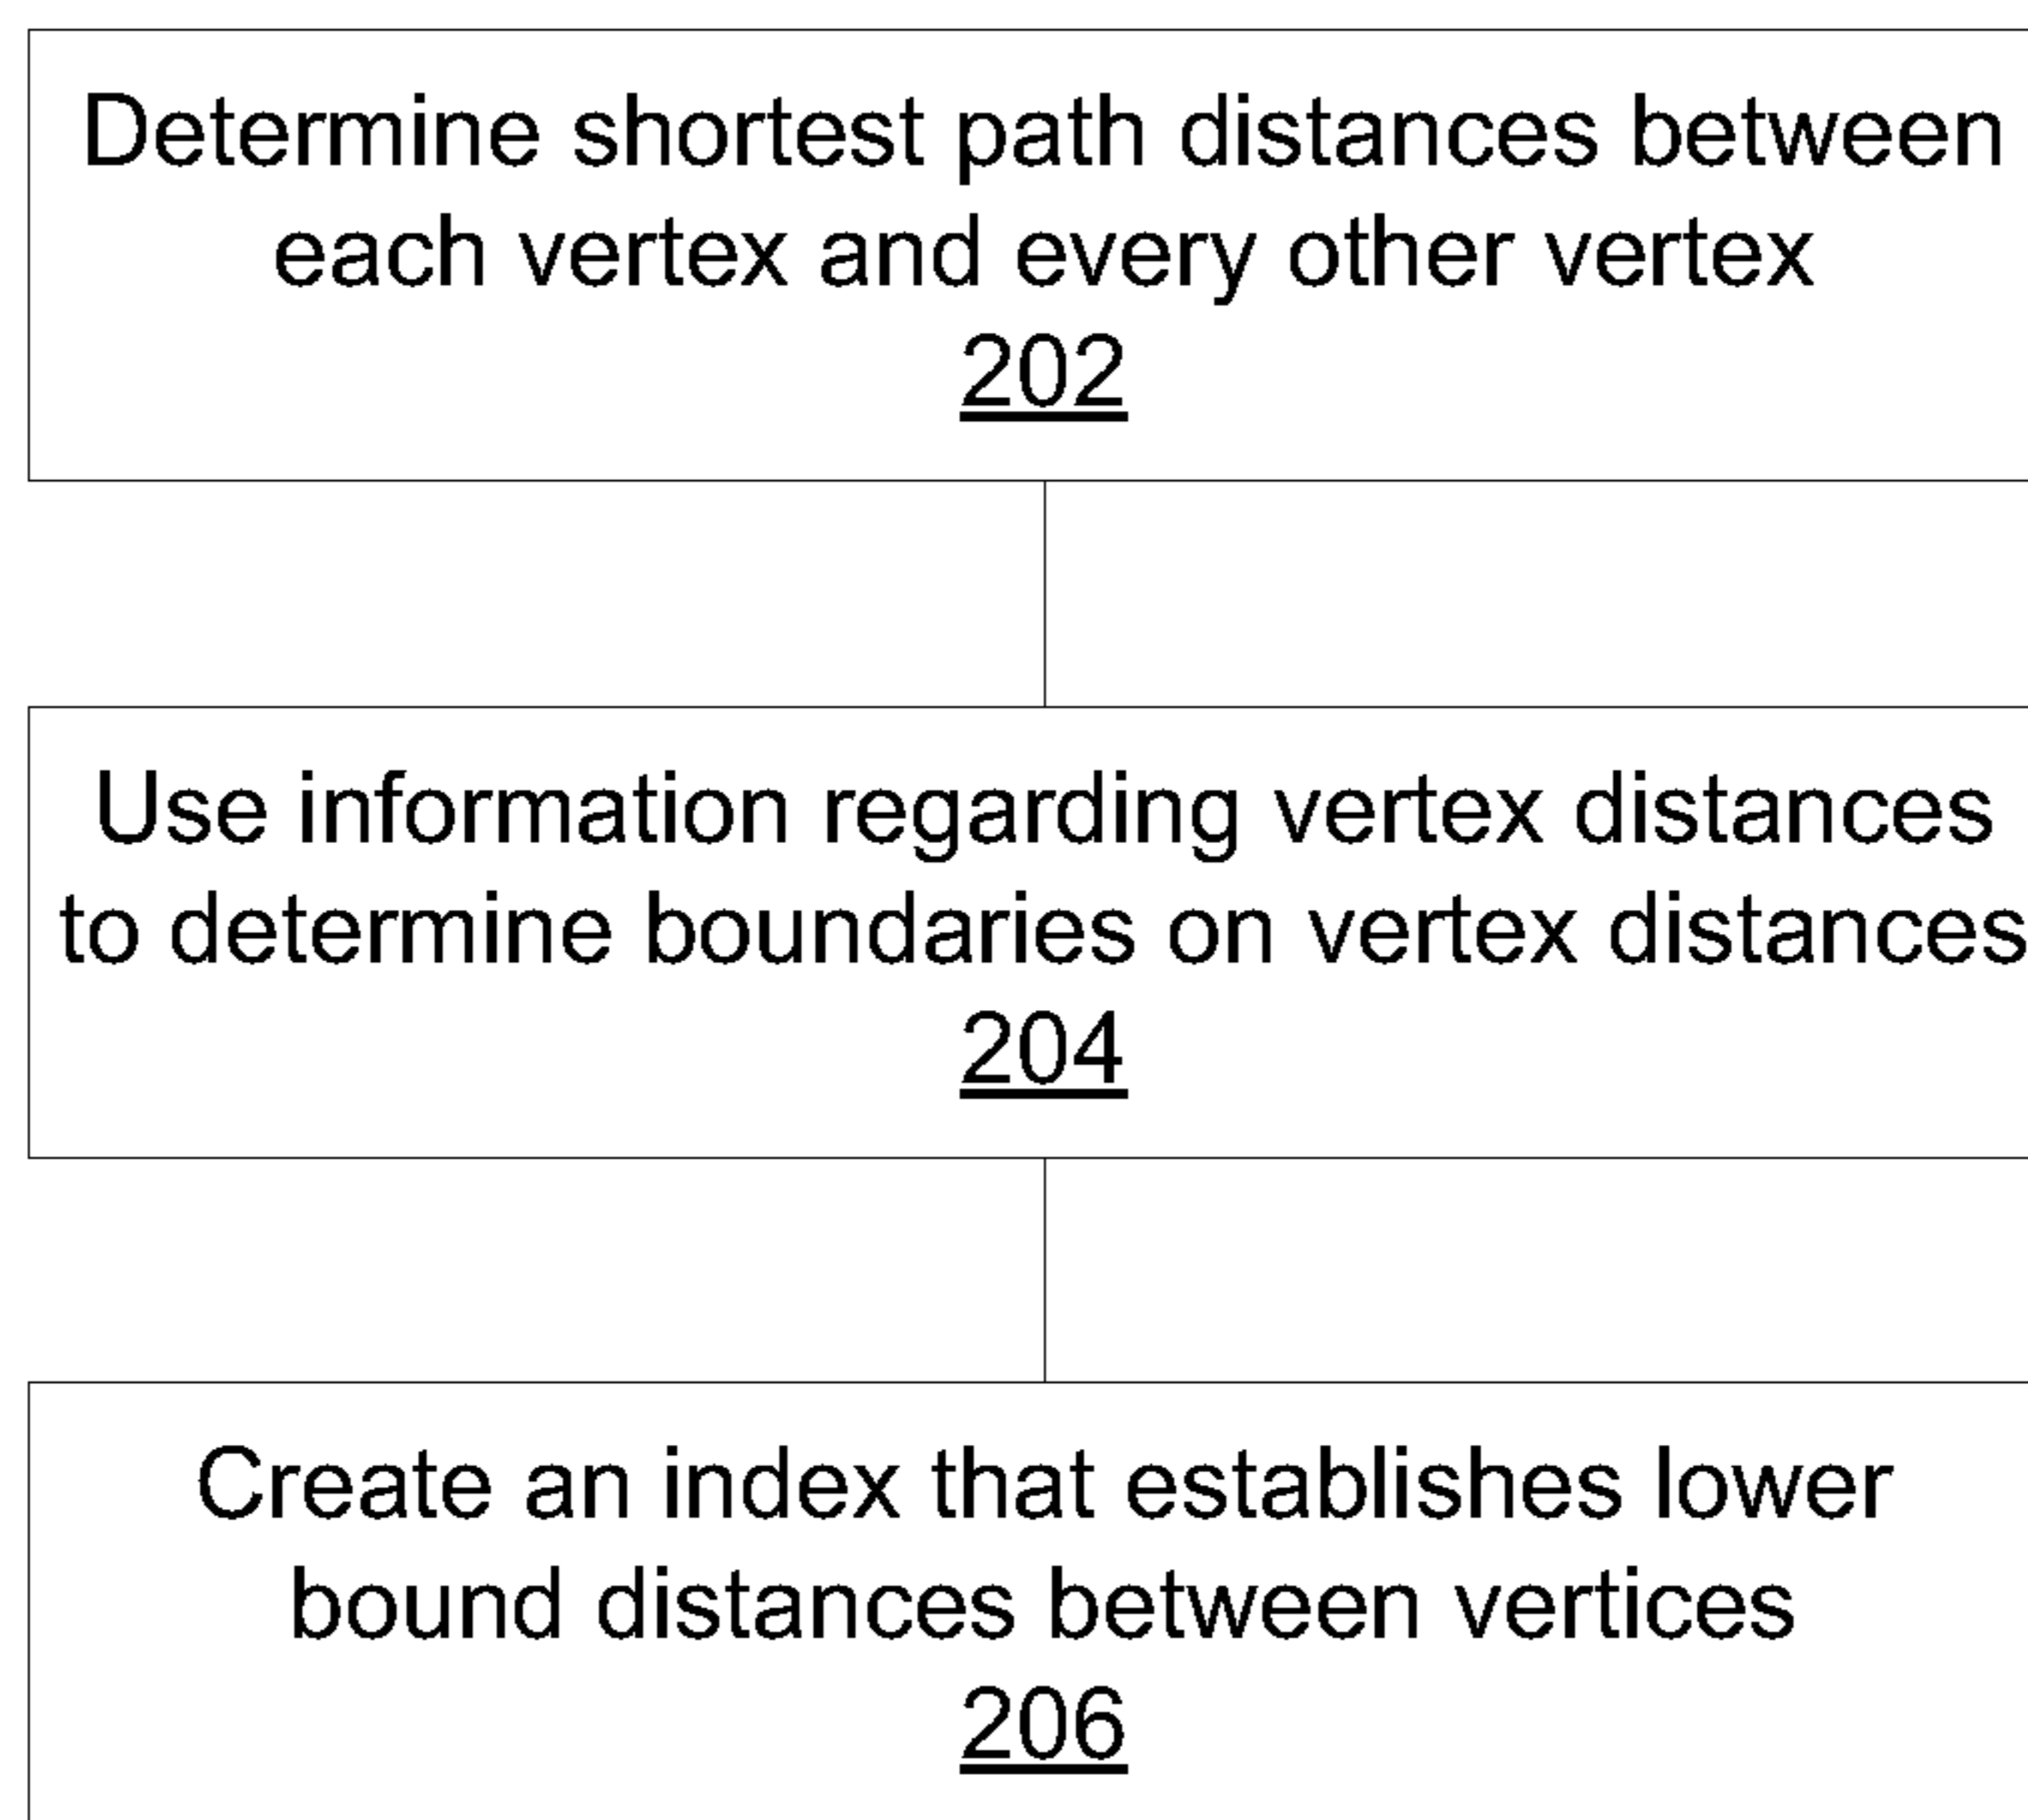 Determine shortest path distances between
each vertex and every other vertex
202
Use information regarding vertex distances
to determine boundaries on vertex distances
204
Create an index that establishes lower
bound distances between vertices
206